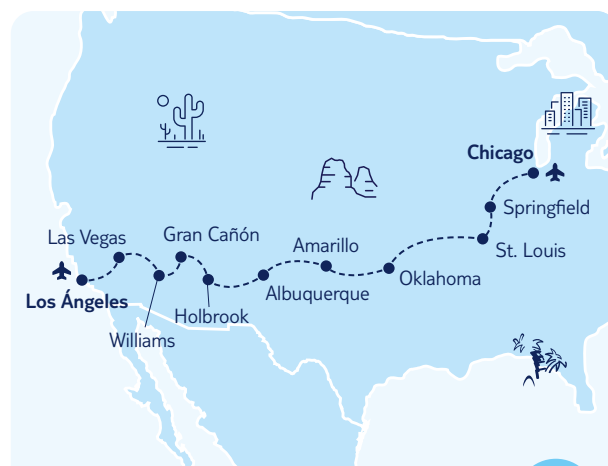 Chicago
Springfield
St. Louis
Gran Cañón
Las Vegas
Amarillo
Oklahoma
Albuquerque
Los Ángeles
Holbrook
Williams